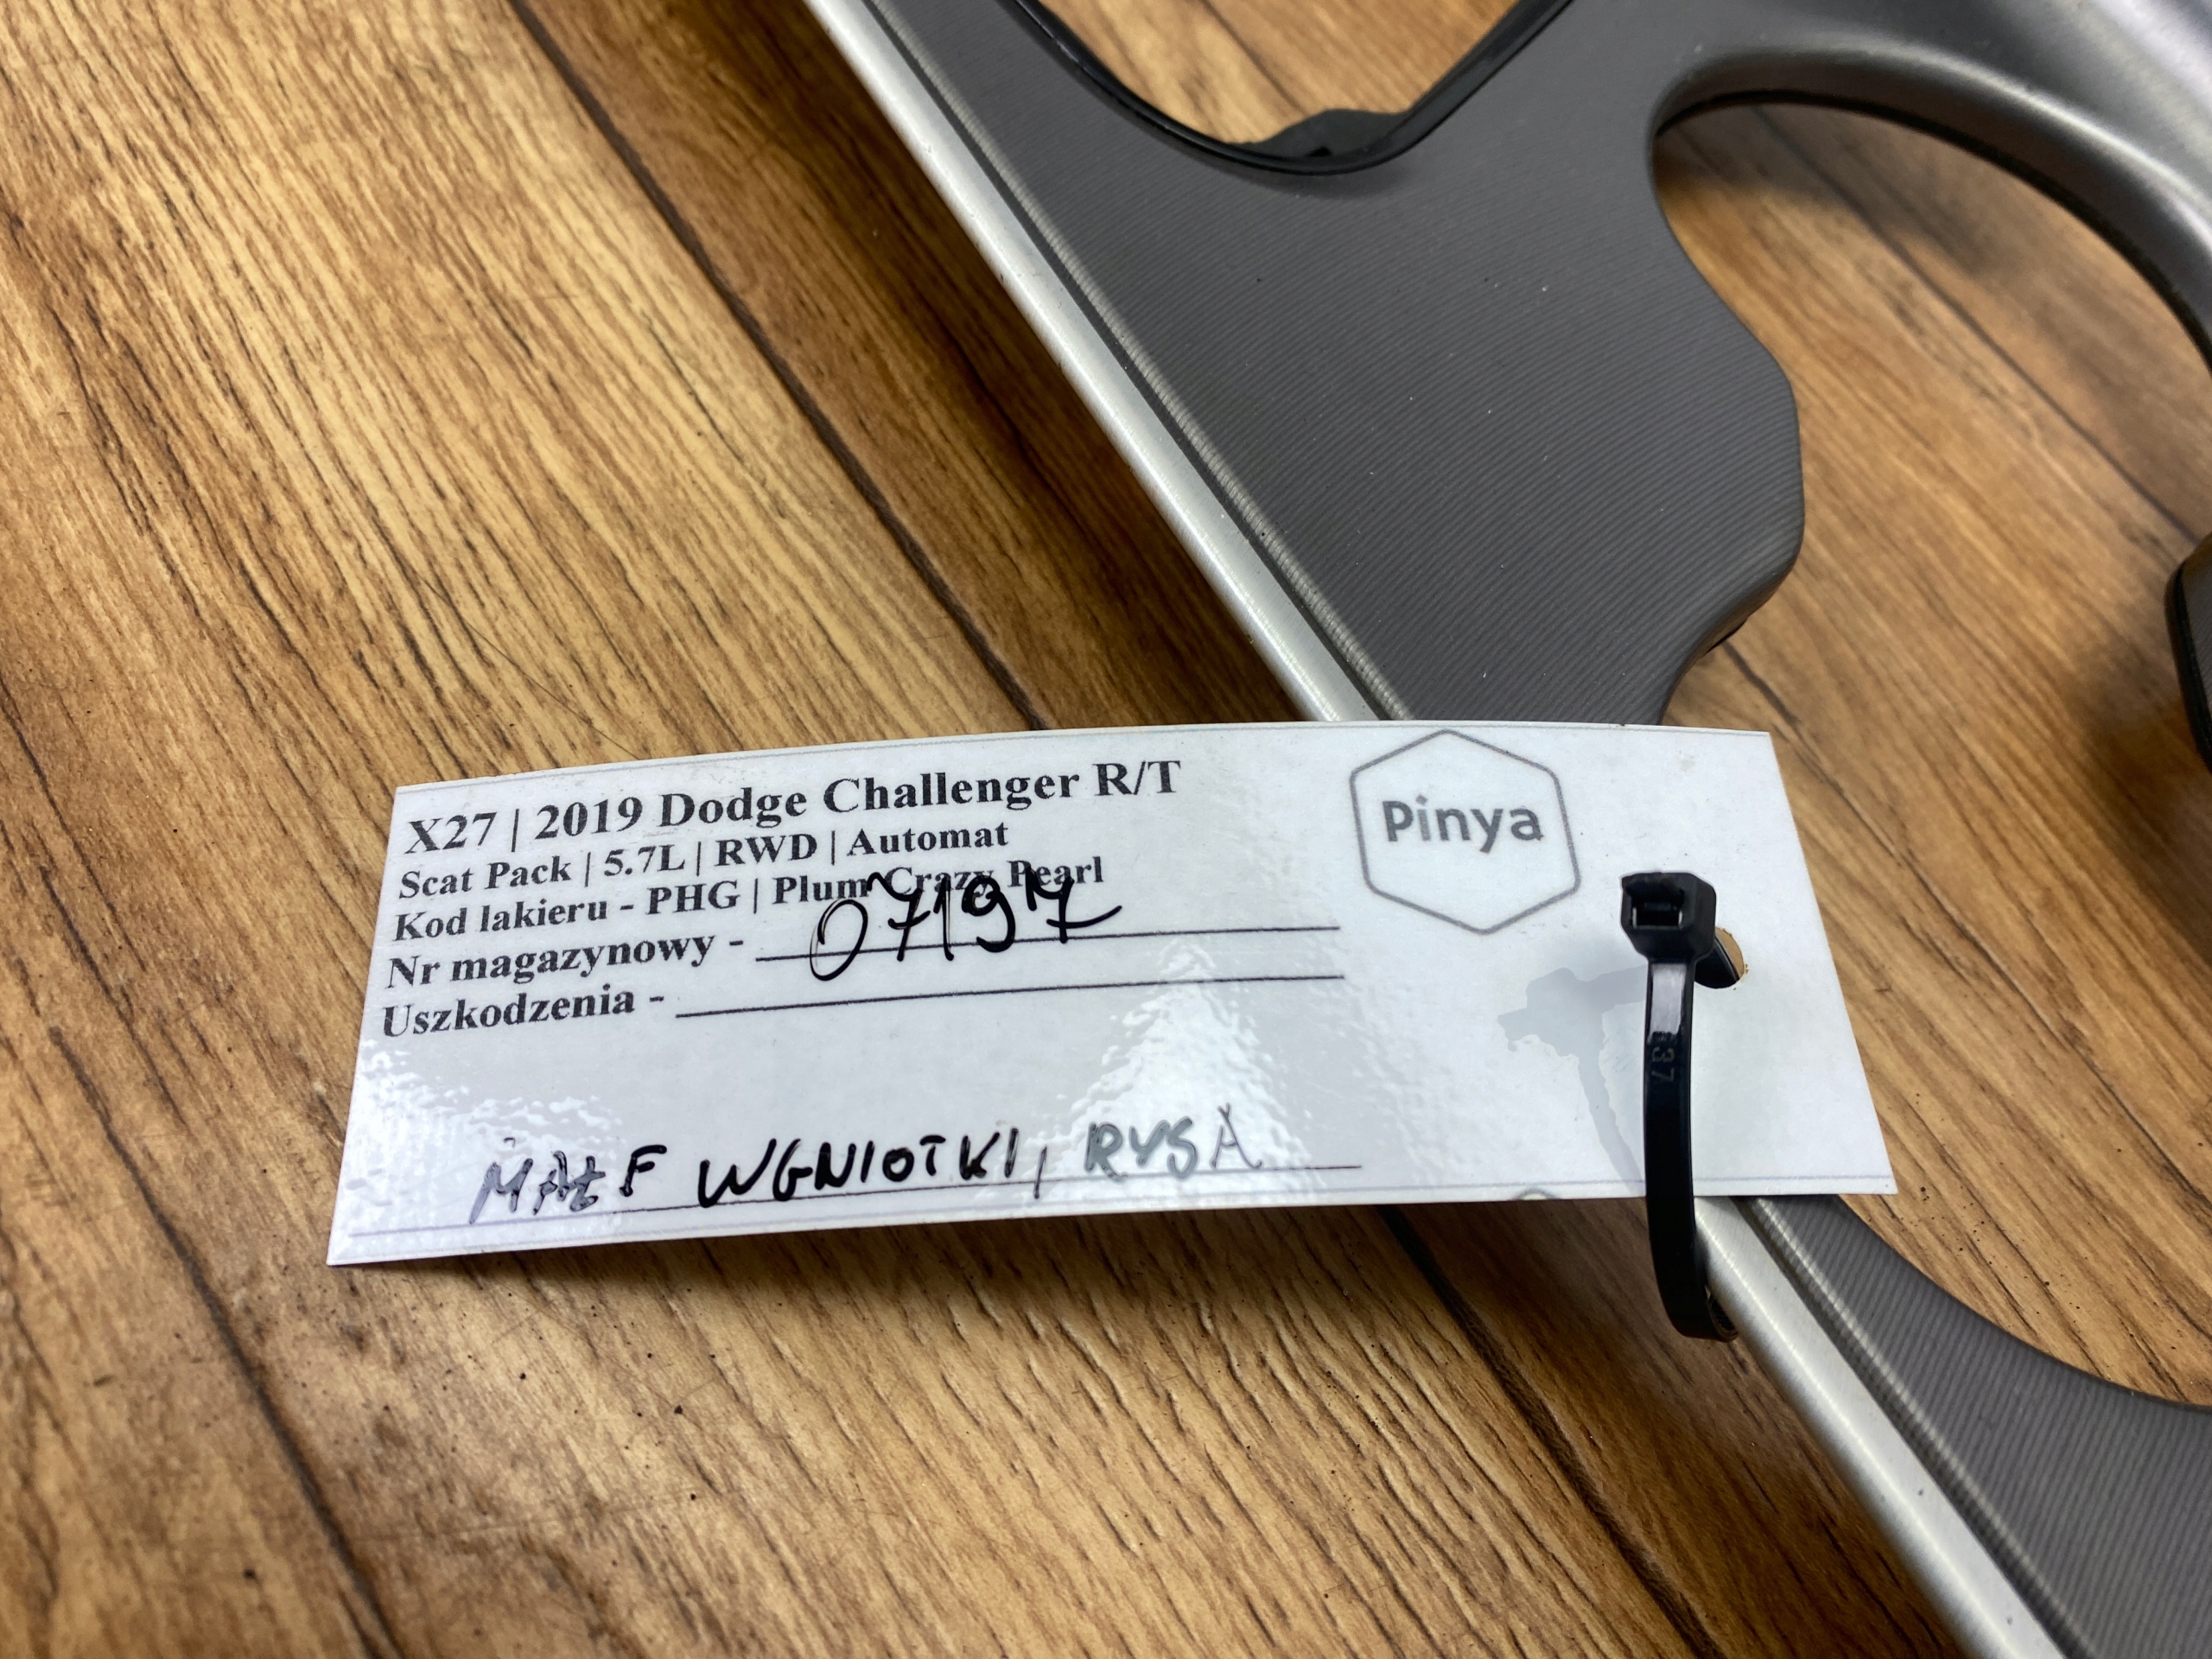 X27 | 2019 Dodge Challenger R/T
Scat Pack | 5.7L | RWD | Automat
Kod lakieru - PHG | Plum Crazy Pearl
Nr magazynowy - 07197
Uszkodzenia -
MAŁE WGNIOTKI, RYSA
Pinya
37